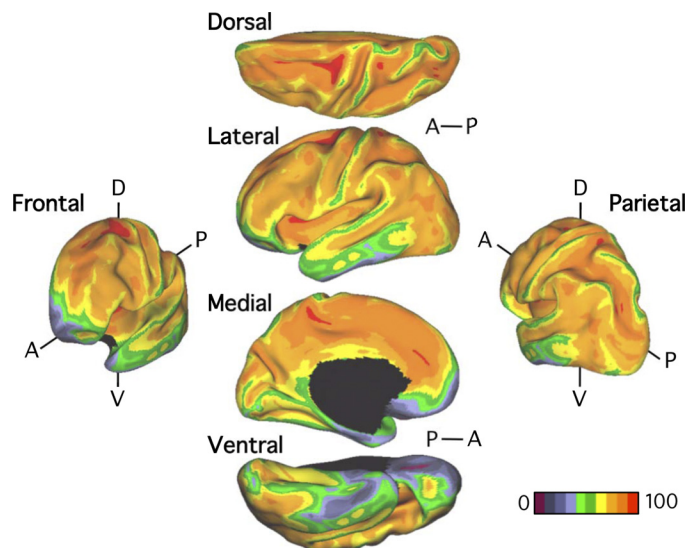 Dorsal
A—P
Lateral
Frontal
D
P
A
V
Parietal
D
A
P
V
Medial
P—A
Ventral
0
100